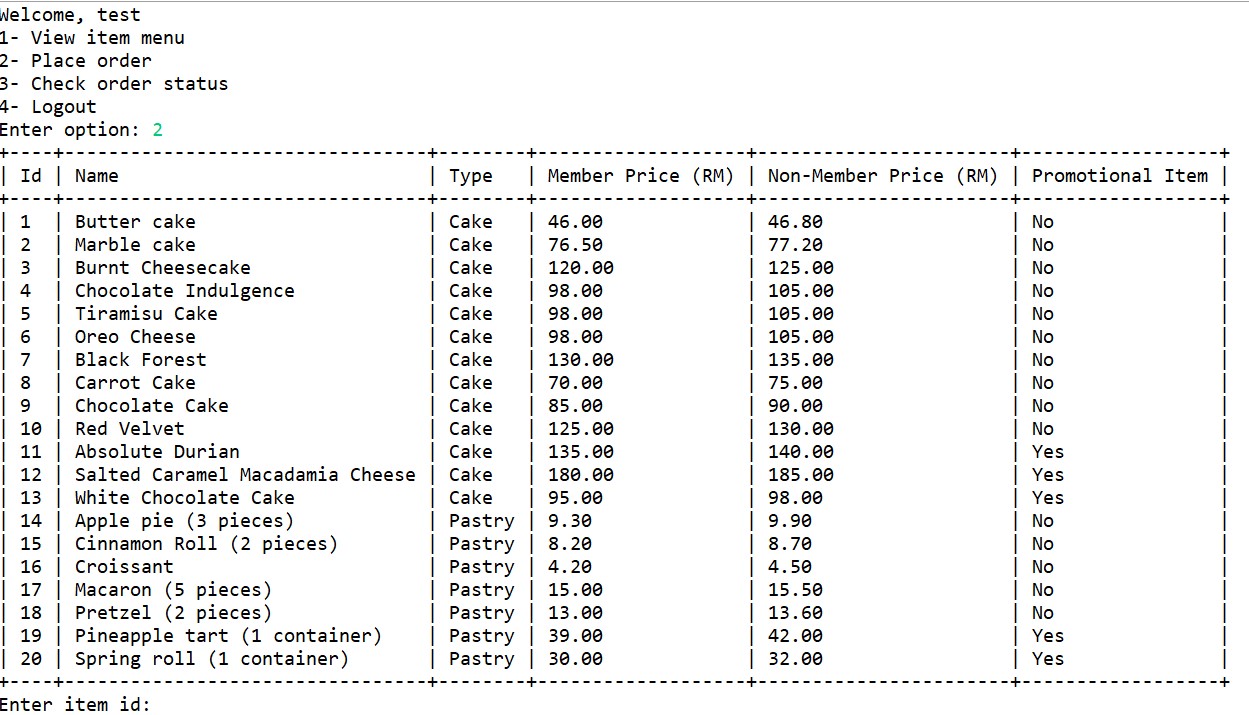 Welcome, test
1- View item menu
2- Place order
3- Check order status
4- Logout
Enter option: 2
+----+---------------------------------+--------+-------------------+-----------------------+------------------+
| Id | Name | Type | Member Price (RM) | Non-Member Price (RM) | Promotional Item |
+----+---------------------------------+--------+-------------------+-----------------------+------------------+
| 1 | Butter cake | Cake | 46.00 | 46.80 | No |
| 2 | Marble cake | Cake | 76.50 | 77.20 | No |
| 3 | Burnt Cheesecake | Cake | 120.00 | 125.00 | No |
| 4 | Chocolate Indulgence | Cake | 98.00 | 105.00 | No |
| 5 | Tiramisu Cake | Cake | 98.00 | 105.00 | No |
| 6 | Oreo Cheese | Cake | 98.00 | 105.00 | No |
| 7 | Black Forest | Cake | 130.00 | 135.00 | No |
| 8 | Carrot Cake | Cake | 70.00 | 75.00 | No |
| 9 | Chocolate Cake | Cake | 85.00 | 90.00 | No |
| 10 | Red Velvet | Cake | 125.00 | 130.00 | No |
| 11 | Absolute Durian | Cake | 135.00 | 140.00 | Yes |
| 12 | Salted Caramel Macadamia Cheese | Cake | 180.00 | 185.00 | Yes |
| 13 | White Chocolate Cake | Cake | 95.00 | 98.00 | Yes |
| 14 | Apple pie (3 pieces) | Pastry | 9.30 | 9.90 | No |
| 15 | Cinnamon Roll (2 pieces) | Pastry | 8.20 | 8.70 | No |
| 16 | Croissant | Pastry | 4.20 | 4.50 | No |
| 17 | Macaron (5 pieces) | Pastry | 15.00 | 15.50 | No |
| 18 | Pretzel (2 pieces) | Pastry | 13.00 | 13.60 | No |
| 19 | Pineapple tart (1 container) | Pastry | 39.00 | 42.00 | Yes |
| 20 | Spring roll (1 container) | Pastry | 30.00 | 32.00 | Yes |
+----+---------------------------------+--------+-------------------+-----------------------+------------------+
Enter item id: